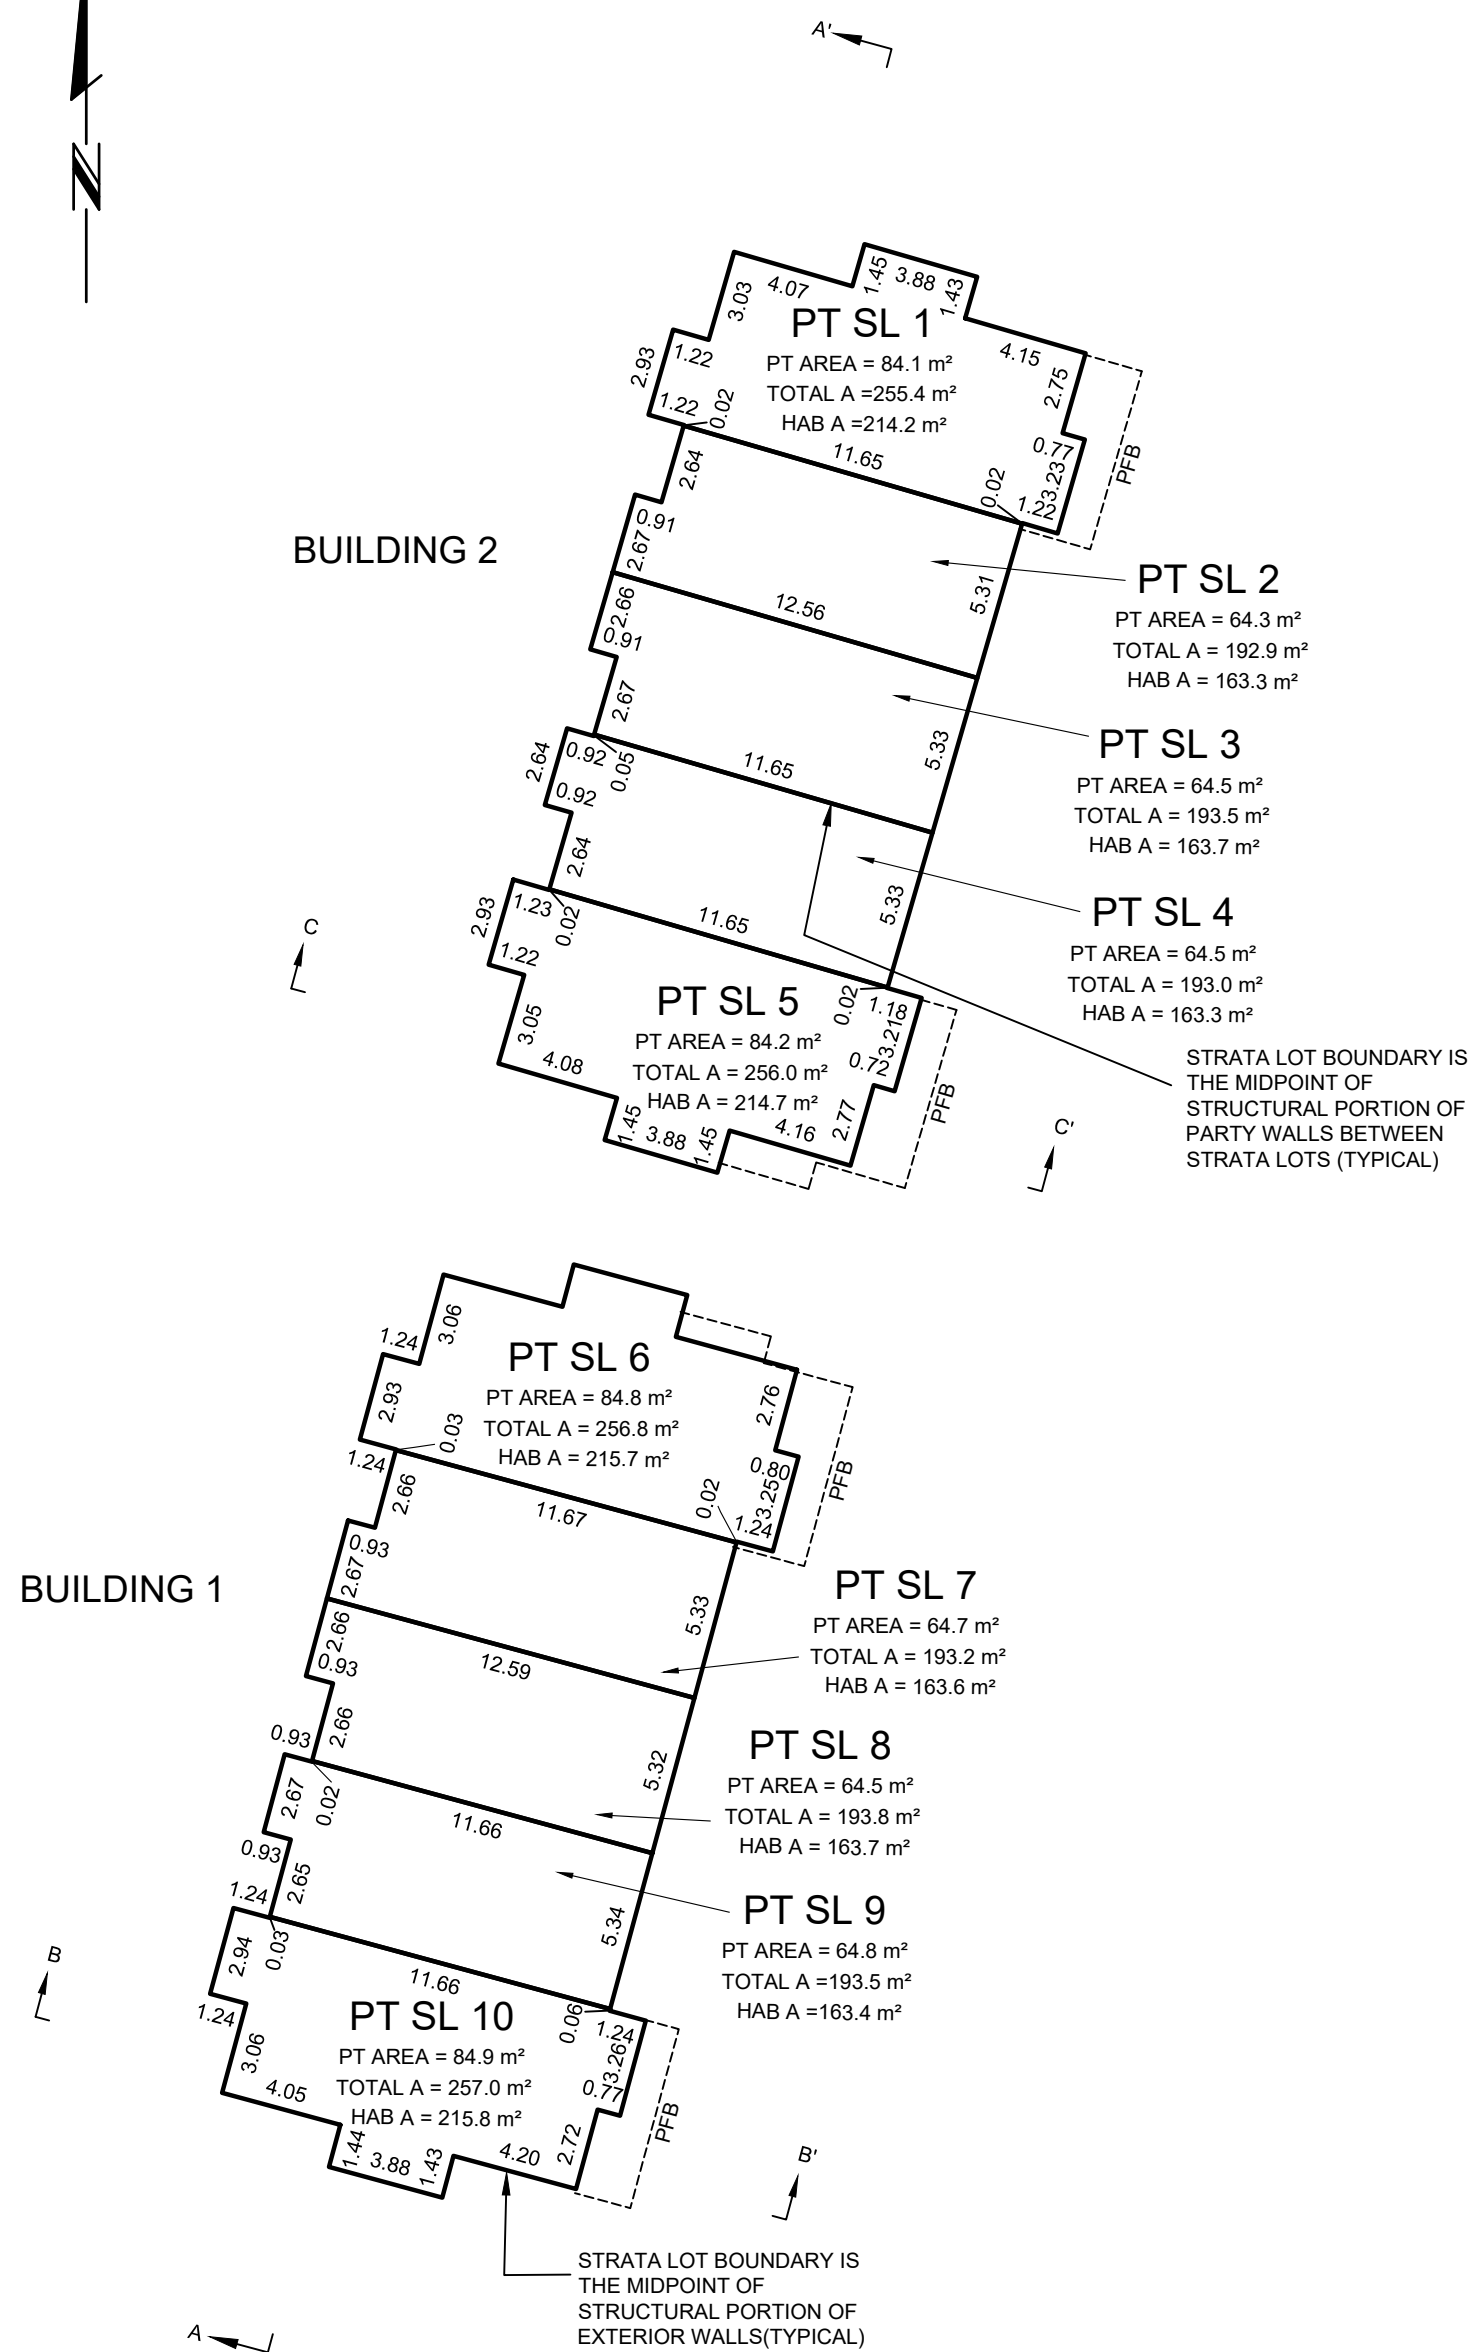 A'
N
1.45
3.88
1.43
4.07
3.03
PT SL 1
4.15
2.93
1.22
PT AREA = 84.1 m²
TOTAL A =255.4 m²
HAB A =214.2 m²
2.75
1.22
0.02
0.77
PFB
11.65
2.64
0.02
3.23
1.22
0.91
2.67
BUILDING 2
PT SL 2
PT AREA = 64.3 m²
TOTAL A = 192.9 m²
HAB A = 163.3 m²
5.31
2.66
12.56
0.91
2.67
PT SL 3
PT AREA = 64.5 m²
TOTAL A = 193.5 m²
HAB A = 163.7 m²
5.33
2.64
0.92
0.05
11.65
0.92
2.64
PT SL 4
PT AREA = 64.5 m²
TOTAL A = 193.0 m²
HAB A = 163.3 m²
5.33
2.93
1.23
0.02
11.65
C
1.22
PT SL 5
PT AREA = 84.2 m²
TOTAL A = 256.0 m²
HAB A = 214.7 m²
0.02
1.18
3.21
3.05
4.08
0.72
PFB
1.45
3.88
1.45
4.16
2.77
C'
STRATA LOT BOUNDARY IS
THE MIDPOINT OF
STRUCTURAL PORTION OF
PARTY WALLS BETWEEN
STRATA LOTS (TYPICAL)
3.06
1.24
PT SL 6
PT AREA = 84.8 m²
TOTAL A = 256.8 m²
HAB A = 215.7 m²
2.93
2.76
0.03
1.24
0.80
PFB
2.66
0.02
3.25
1.24
11.67
0.93
2.67
BUILDING 1
PT SL 7
PT AREA = 64.7 m²
TOTAL A = 193.2 m²
HAB A = 163.6 m²
5.33
2.66
0.93
12.59
2.66
PT SL 8
PT AREA = 64.5 m²
TOTAL A = 193.8 m²
HAB A = 163.7 m²
5.32
0.93
2.67
0.02
11.66
0.93
2.65
PT SL 9
PT AREA = 64.8 m²
TOTAL A =193.5 m²
HAB A =163.4 m²
5.34
1.24
2.94
0.03
11.66
B
1.24
PT SL 10
PT AREA = 84.9 m²
TOTAL A = 257.0 m²
HAB A = 215.8 m²
0.06
1.24
3.26
3.06
4.05
0.77
PFB
1.44
3.88
1.43
4.20
2.72
B'
STRATA LOT BOUNDARY IS
THE MIDPOINT OF
STRUCTURAL PORTION OF
EXTERIOR WALLS(TYPICAL)
A